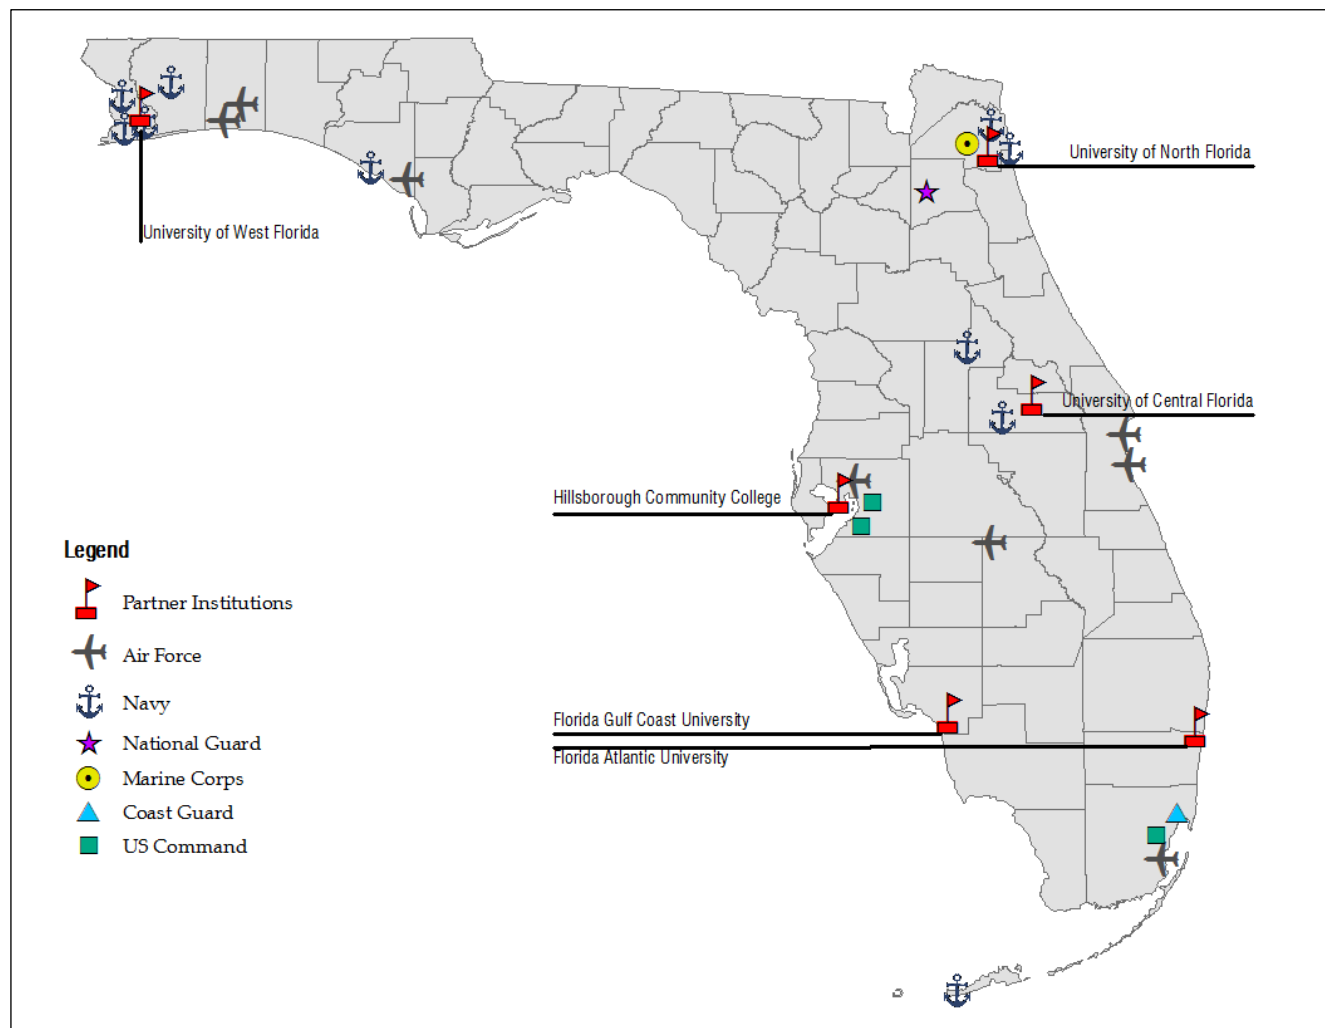 University of North Florida
University of West Florida
University of Central Florida
Hillsborough Community College
Legend
Partner Institutions
Air Force
Navy
National Guard
Marine Corps
Coast Guard
US Command
Florida Gulf Coast University
Florida Atlantic University